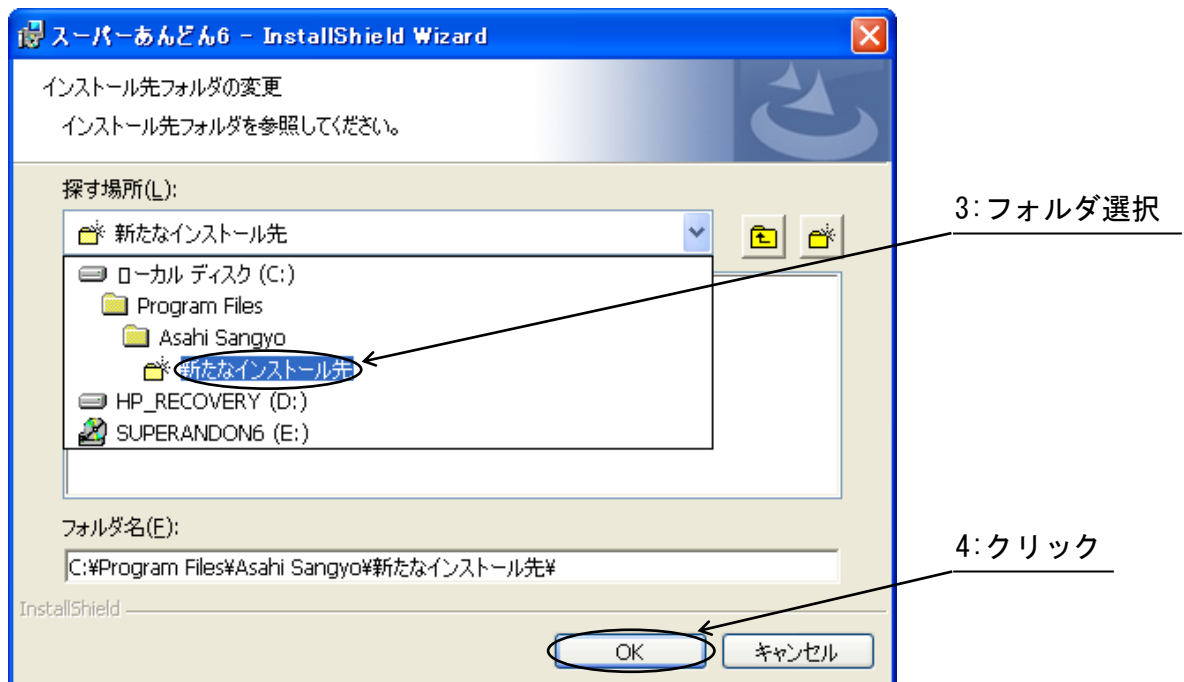 スーパーあんどん6 - InstallShield Wizard
インストール先フォルダの変更
インストール先フォルダを参照してください。
探す場所(L):
新たなインストール先
3:フォルダ選択
ローカル ディスク (C:)
Program Files
Asahi Sangyo
新たなインストール先
HP_RECOVERY (D:)
SUPERANDON6 (E:)
フォルダ名(F):
C:¥Program Files¥Asahi Sangyo¥新たなインストール先¥
4:クリック
InstallShield
OK
キャンセル